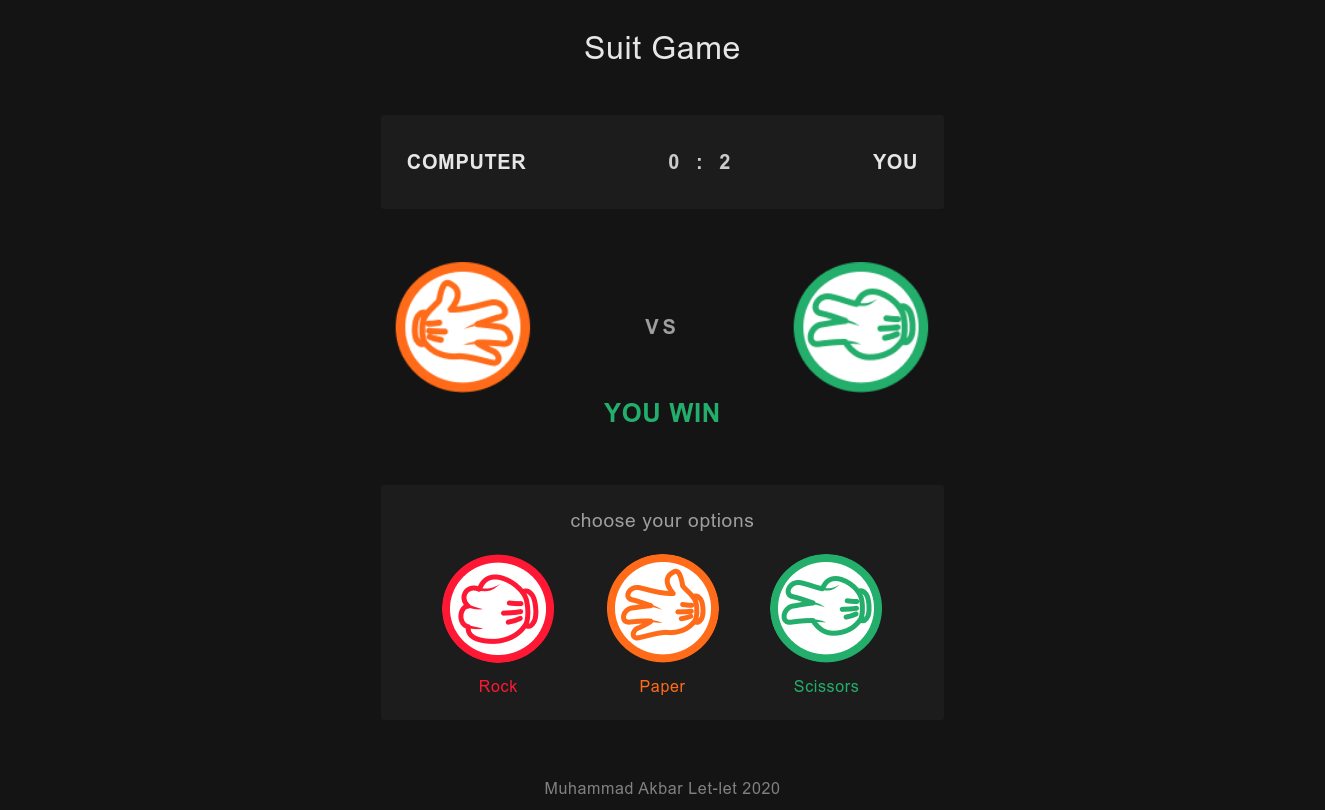 Suit Game
COMPUTER 0 : 2 YOU
VS
YOU WIN
choose your options
Rock Paper Scissors
Muhammad Akbar Let-let 2020